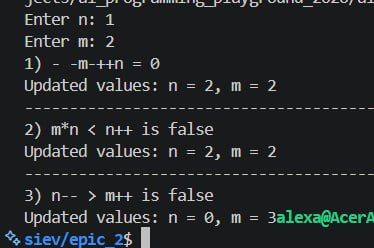 jects/ai_programming_playground_2026/ai
Enter n: 1
Enter m: 2
1) - -m-++n = 0
Updated values: n = 2, m = 2
--------------------------------------------
2) m*n < n++ is false
Updated values: n = 2, m = 2
--------------------------------------------
3) n-- > m++ is false
Updated values: n = 0, m = 3alexa@AcerA
siev/epic_2$